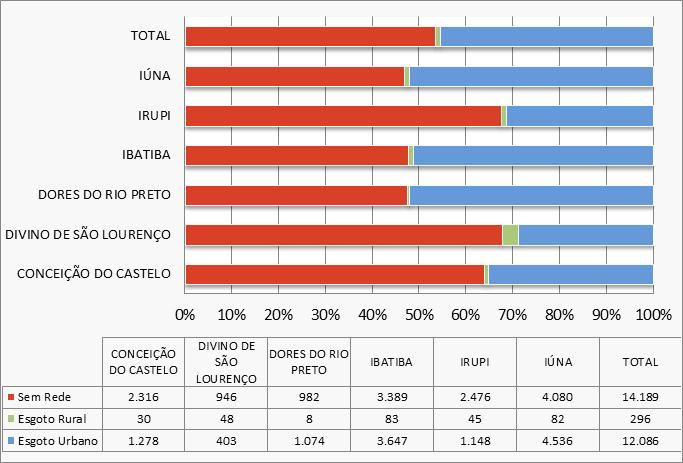 TOTAL
IÚNA
IRUPI
IBATIBA
DORES DO RIO PRETO
DIVINO DE SÃO LOURENÇO
CONCEIÇÃO DO CASTELO
0% 10% 20% 30% 40% 50% 60% 70% 80% 90% 100%
CONCEIÇÃO DO CASTELO DIVINO DE SÃO LOURENÇO DORES DO RIO PRETO IBATIBA IRUPI IÚNA TOTAL
Sem Rede 2.316 946 982 3.389 2.476 4.080 14.189
Esgoto Rural 30 48 8 83 45 82 296
Esgoto Urbano 1.278 403 1.074 3.647 1.148 4.536 12.086